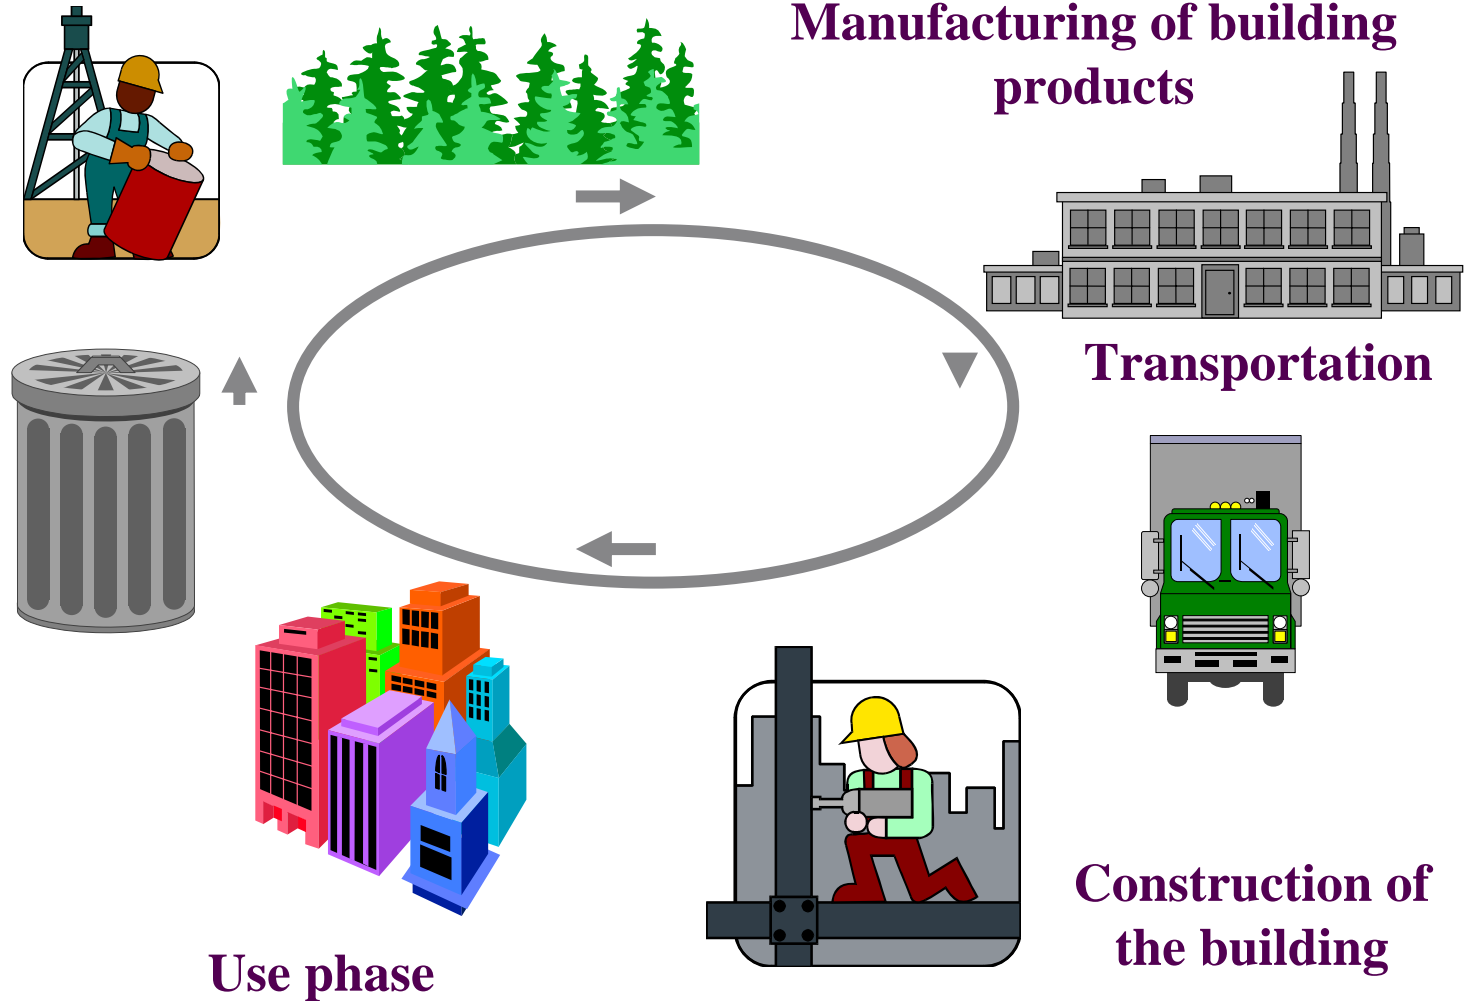 Manufacturing of building
products
Transportation
Construction of
the building
Use phase